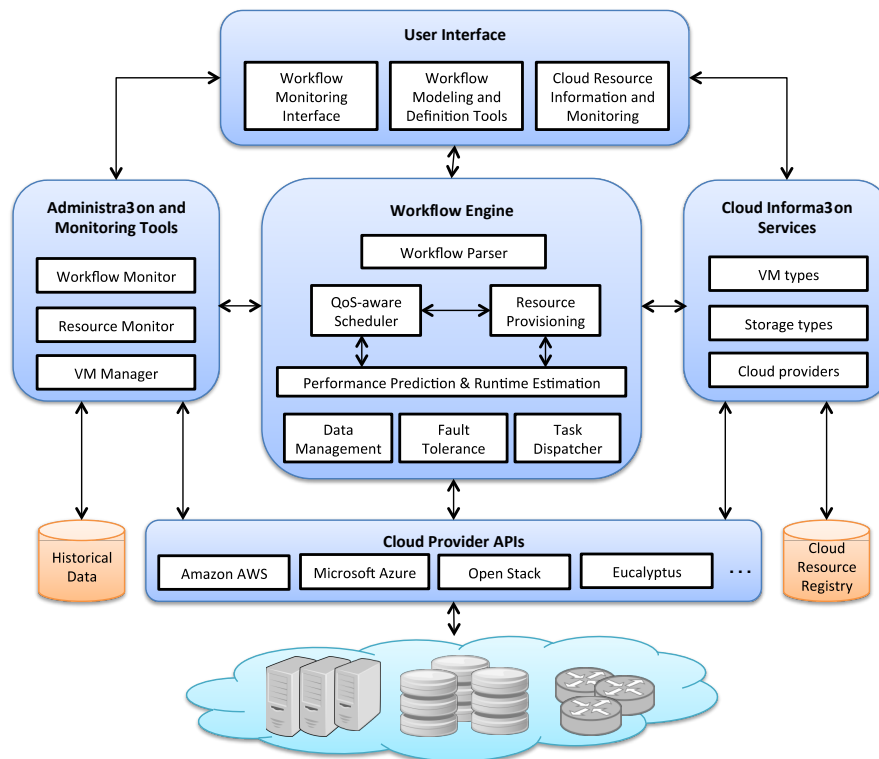 User Interface
Workflow
Monitoring
Interface
Workflow
Modeling and
Definition Tools
Cloud Resource
Information and
Monitoring
Administra3on and
Monitoring Tools
Workflow Monitor
Resource Monitor
VM Manager
Workflow Engine
Workflow Parser
QoS-aware
Scheduler
Resource
Provisioning
Performance Prediction & Runtime Estimation
Data
Management
Fault
Tolerance
Task
Dispatcher
Cloud Informa3on
Services
VM types
Storage types
Cloud providers
Historical
Data
Cloud Provider APIs
Amazon AWS
Microsoft Azure
Open Stack
Eucalyptus
...
Cloud
Resource
Registry